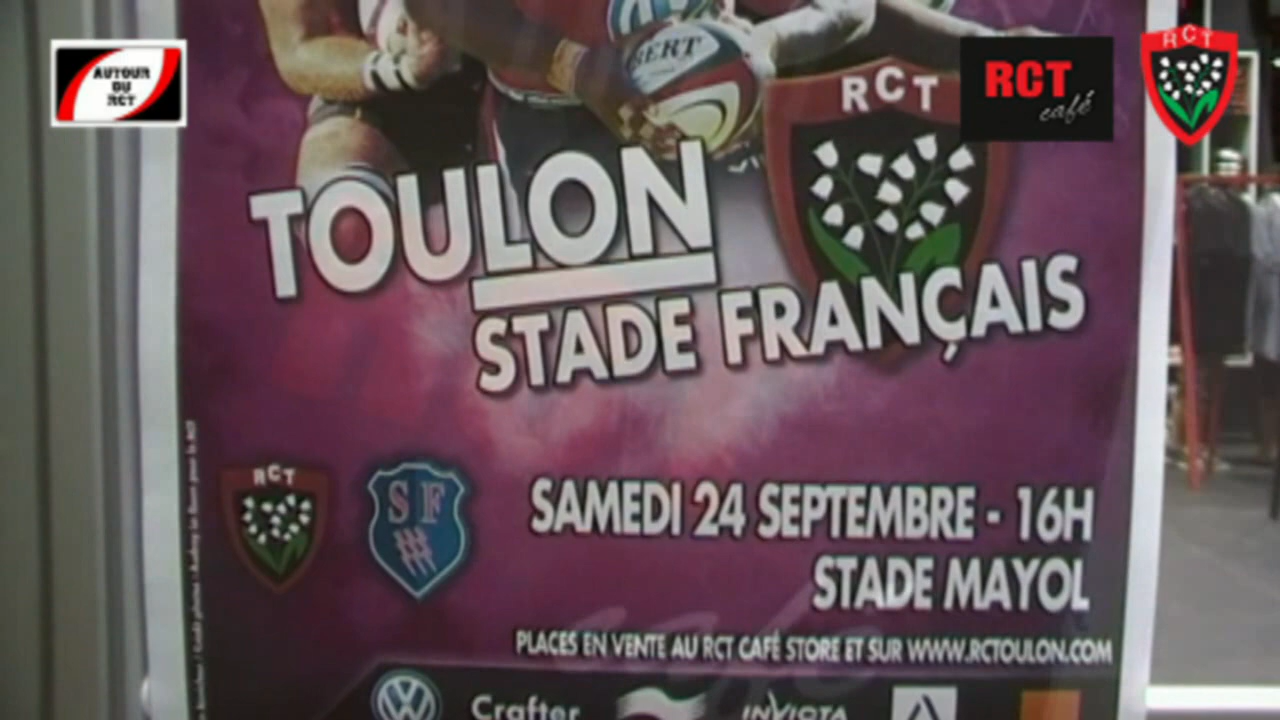 AUTOUR
DU
RCT
RCT
café
RCT
BERT
RCT
TOULON
STADE FRANÇAIS
RCT
SF
SAMEDI 24 SEPTEMBRE - 16H
STADE MAYOL
PLACES EN VENTE AU RCT CAFÉ STORE ET SUR WWW.RCTOULON.COM
Crafter
INVICTA